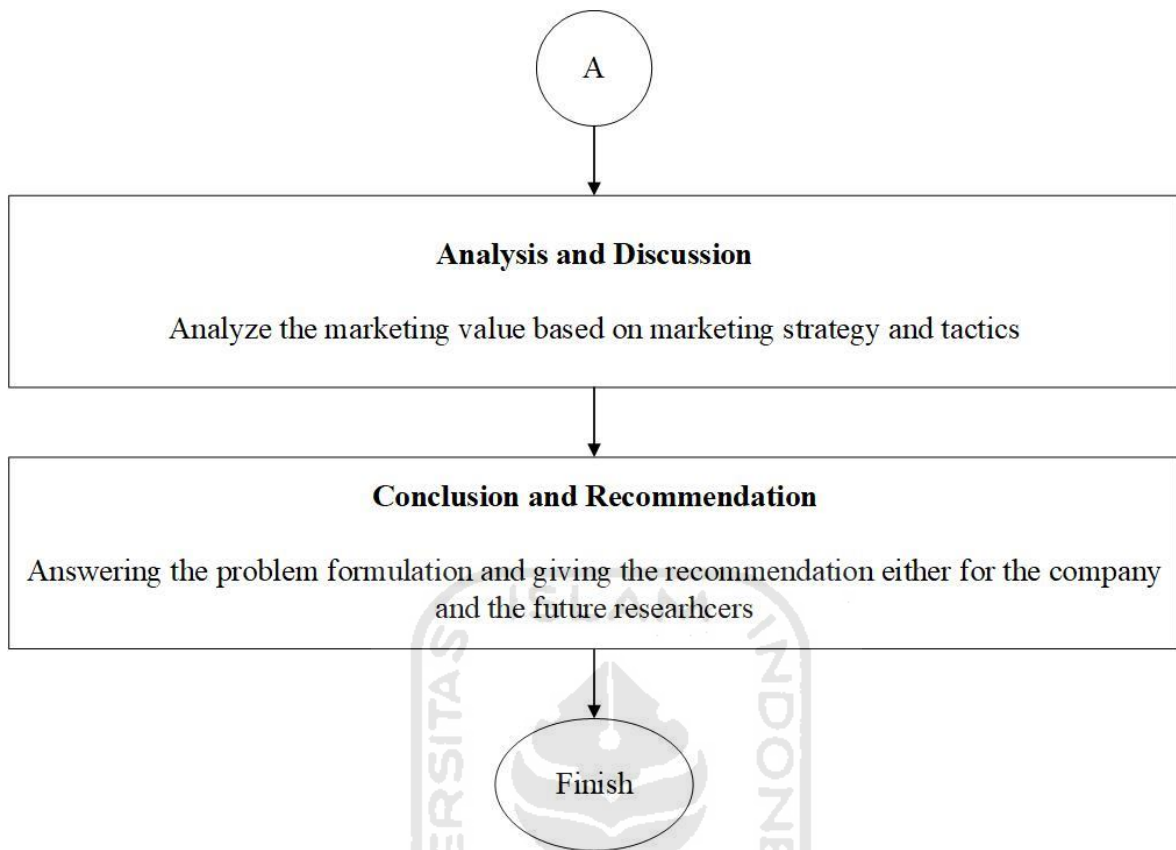 A
Analysis and Discussion
Analyze the marketing value based on marketing strategy and tactics
Conclusion and Recommendation
Answering the problem formulation and giving the recommendation either for the company
and the future researhcers
ISLAM
Finish